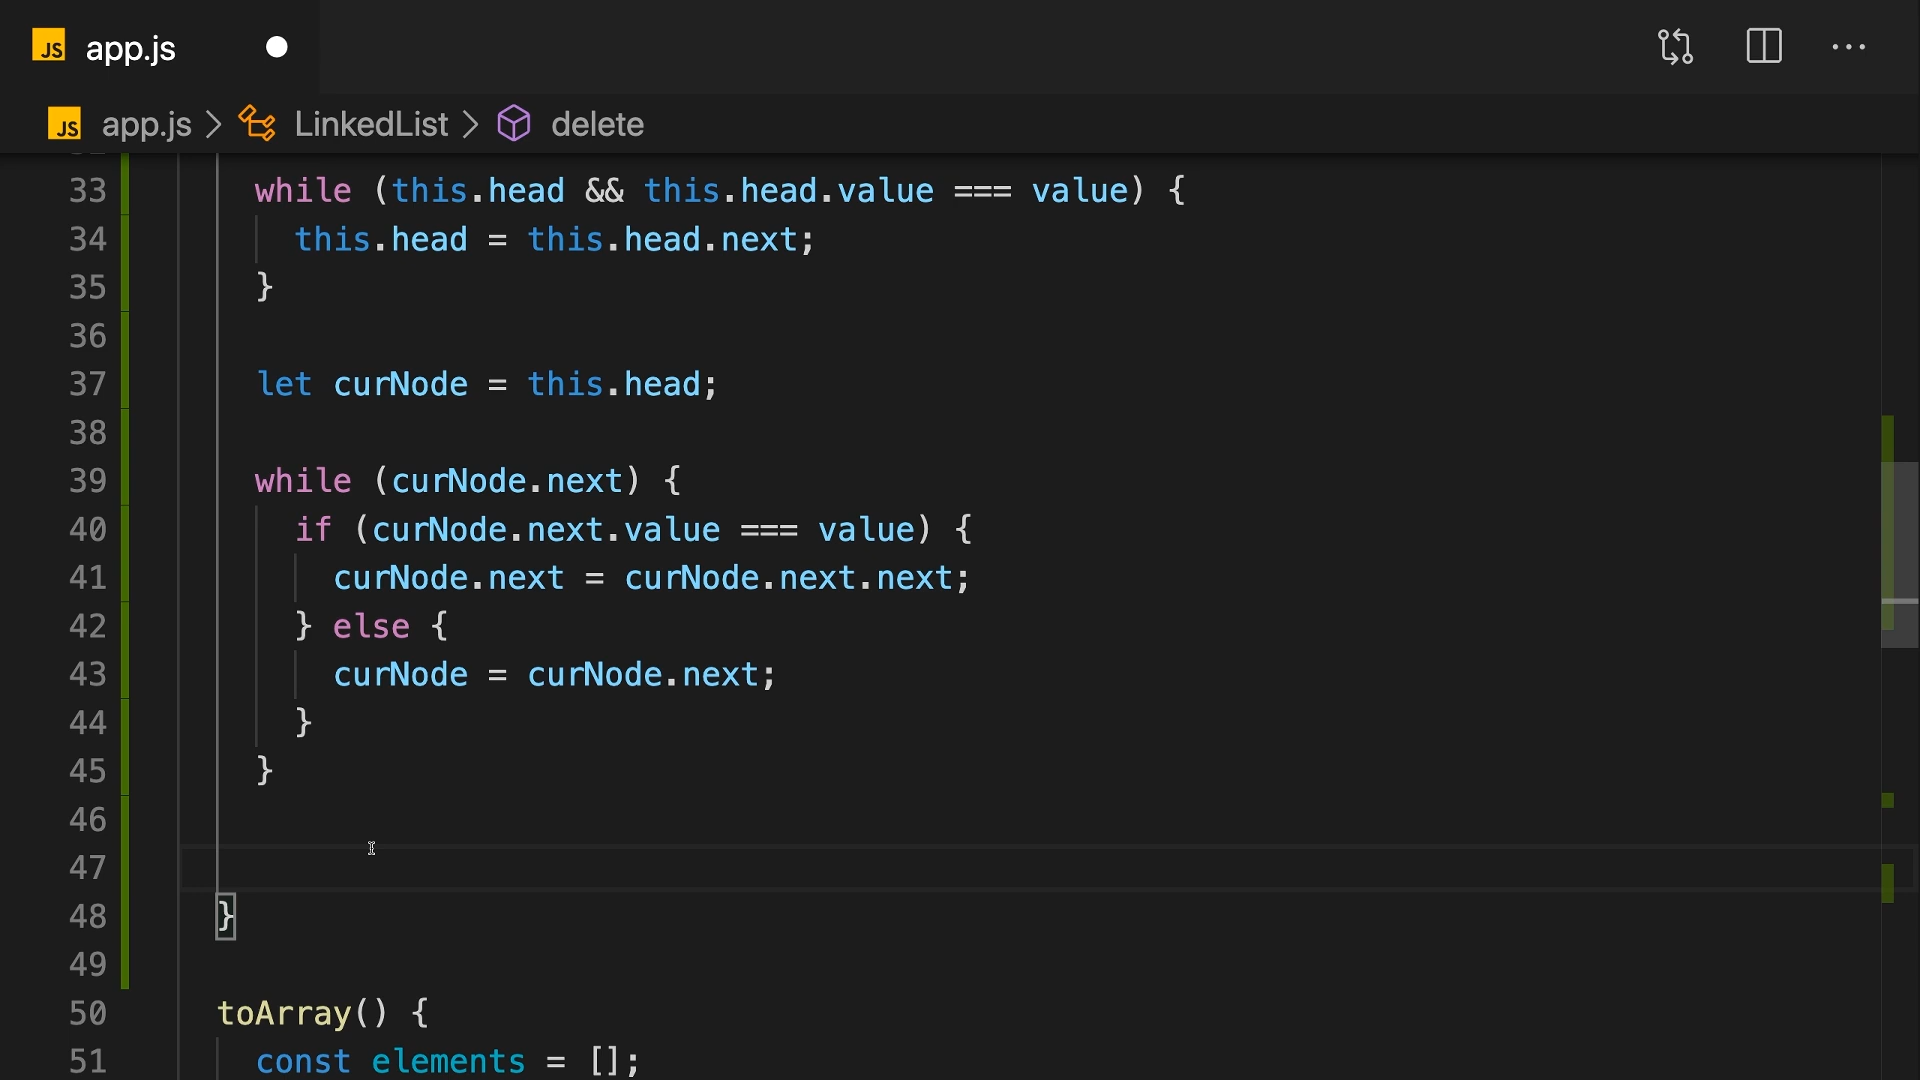 JS app.js
JS app.js > LinkedList > delete
33 while (this.head && this.head.value === value) {
34 this.head = this.head.next;
35 }
36
37 let curNode = this.head;
38
39 while (curNode.next) {
40 if (curNode.next.value === value) {
41 curNode.next = curNode.next.next;
42 } else {
43 curNode = curNode.next;
44 }
45 }
46
47
48 }
49
50 toArray() {
51 const elements = [];